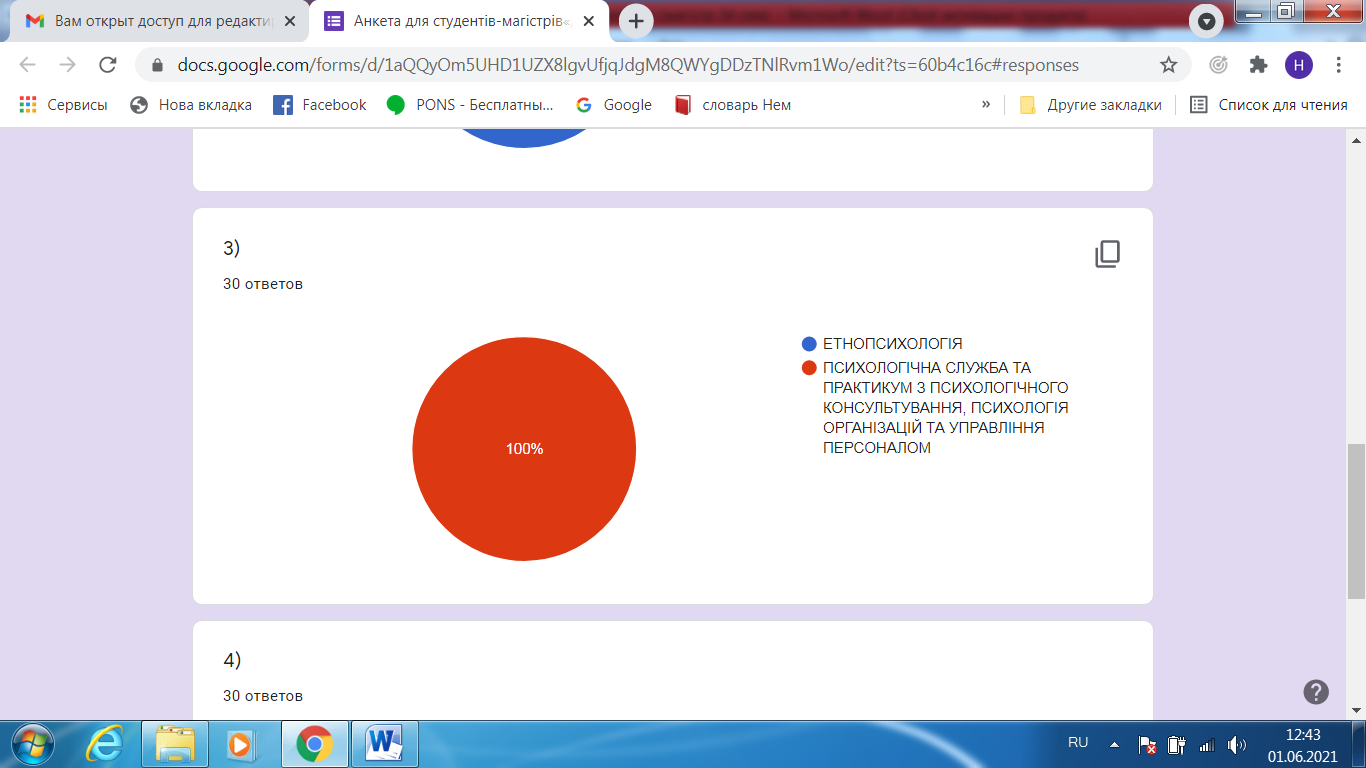 Вам открыт доступ для редакти
Анкета для студентів-магістрів«
docs.google.com/forms/d/1aQQyOm5UHD1UZX8lgvUfjqJdgM8QWYgDDzTNlRvm1Wo/edit?ts=60b4c16c#responses
Н
Сервисы
Нова вкладка
Facebook
PONS - Бесплатны...
Google
словарь Нем
»
Другие закладки
Список для чтения
3)
30 ответов
ЕТНОПСИХОЛОГІЯ
ПСИХОЛОГІЧНА СЛУЖБА ТА
ПРАКТИКУМ З ПСИХОЛОГІЧНОГО
КОНСУЛЬТУВАННЯ, ПСИХОЛОГІЯ
ОРГАНІЗАЦІЙ ТА УПРАВЛІННЯ
ПЕРСОНАЛОМ
100%
4)
30 ответов
RU
12:43
01.06.2021